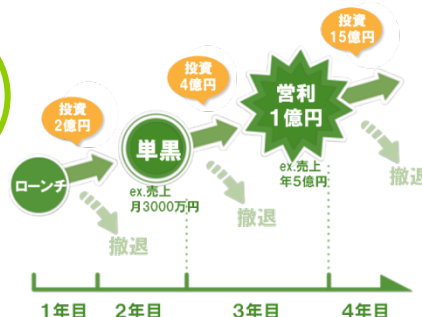 投資
15億円
投資
4億円
営利
1億円
投資
2億円
単黒
ローンチ
ex.売上
月3000万円
ex.売上
年5億円
撤退
撤退
撤退
1年目
2年目
3年目
4年目